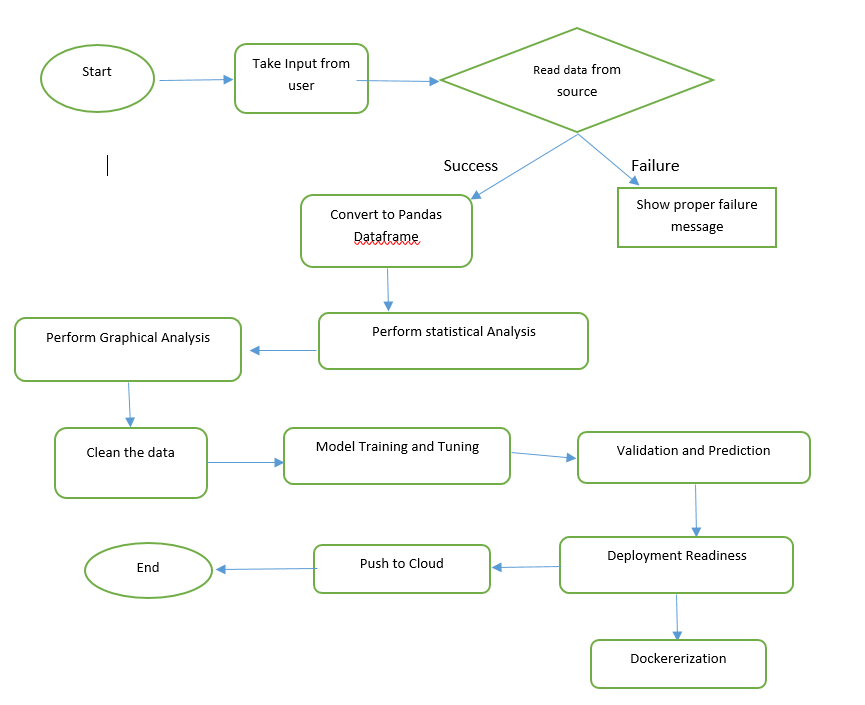 Start
Take Input from
user
Read data from
source
Success
Failure
Convert to Pandas
Dataframe
Show proper failure
message
Perform statistical Analysis
Perform Graphical Analysis
Clean the data
Model Training and Tuning
Validation and Prediction
Deployment Readiness
Push to Cloud
End
Dockererization